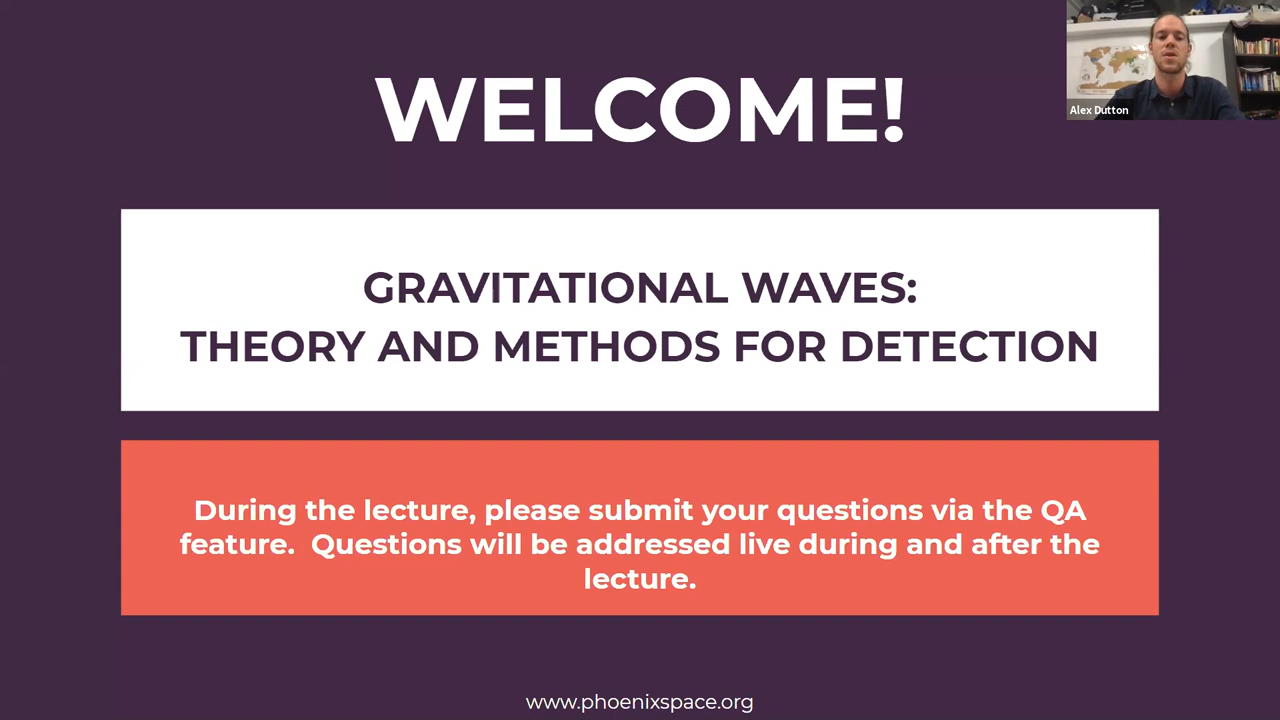 WELCOME!
Alex Dutton
GRAVITATIONAL WAVES:
THEORY AND METHODS FOR DETECTION
During the lecture, please submit your questions via the QA
feature.  Questions will be addressed live during and after the
lecture.
www.phoenixspace.org